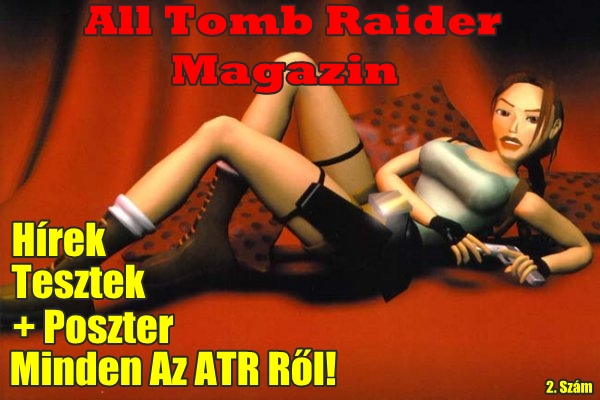 All Tomb Raider
Magazin
Hírek
Tesztek
+ Poszter
Minden Az ATR Ről!
2. Szám